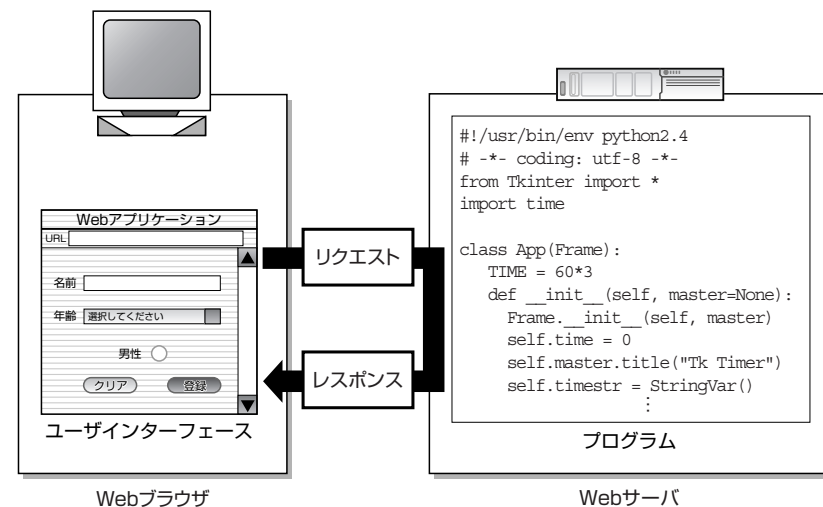 Webアプリケーション
URL
名前
年齢 選択してください
男性
クリア 登録
ユーザインターフェース
Webブラウザ
リクエスト
レスポンス
#!/usr/bin/env python2.4
# -*- coding: utf-8 -*-
from Tkinter import *
import time
class App(Frame):
TIME = 60*3
def __init__(self, master=None):
Frame.__init__(self, master)
self.time = 0
self.master.title("Tk Timer")
self.timestr = StringVar()
⋮
プログラム
Webサーバ